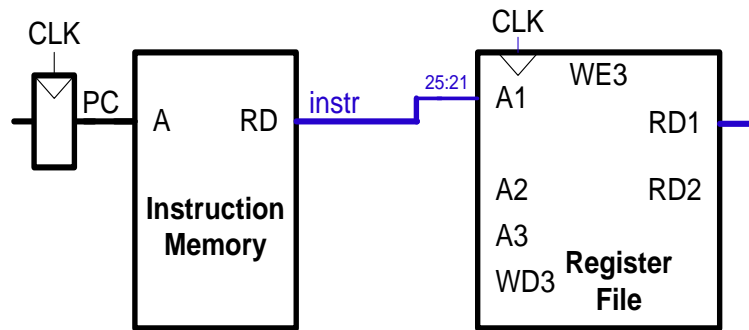 CLK
PC
A
RD
Instruction
Memory
instr
25:21
CLK
WE3
A1
RD1
A2
RD2
A3
WD3
Register
File